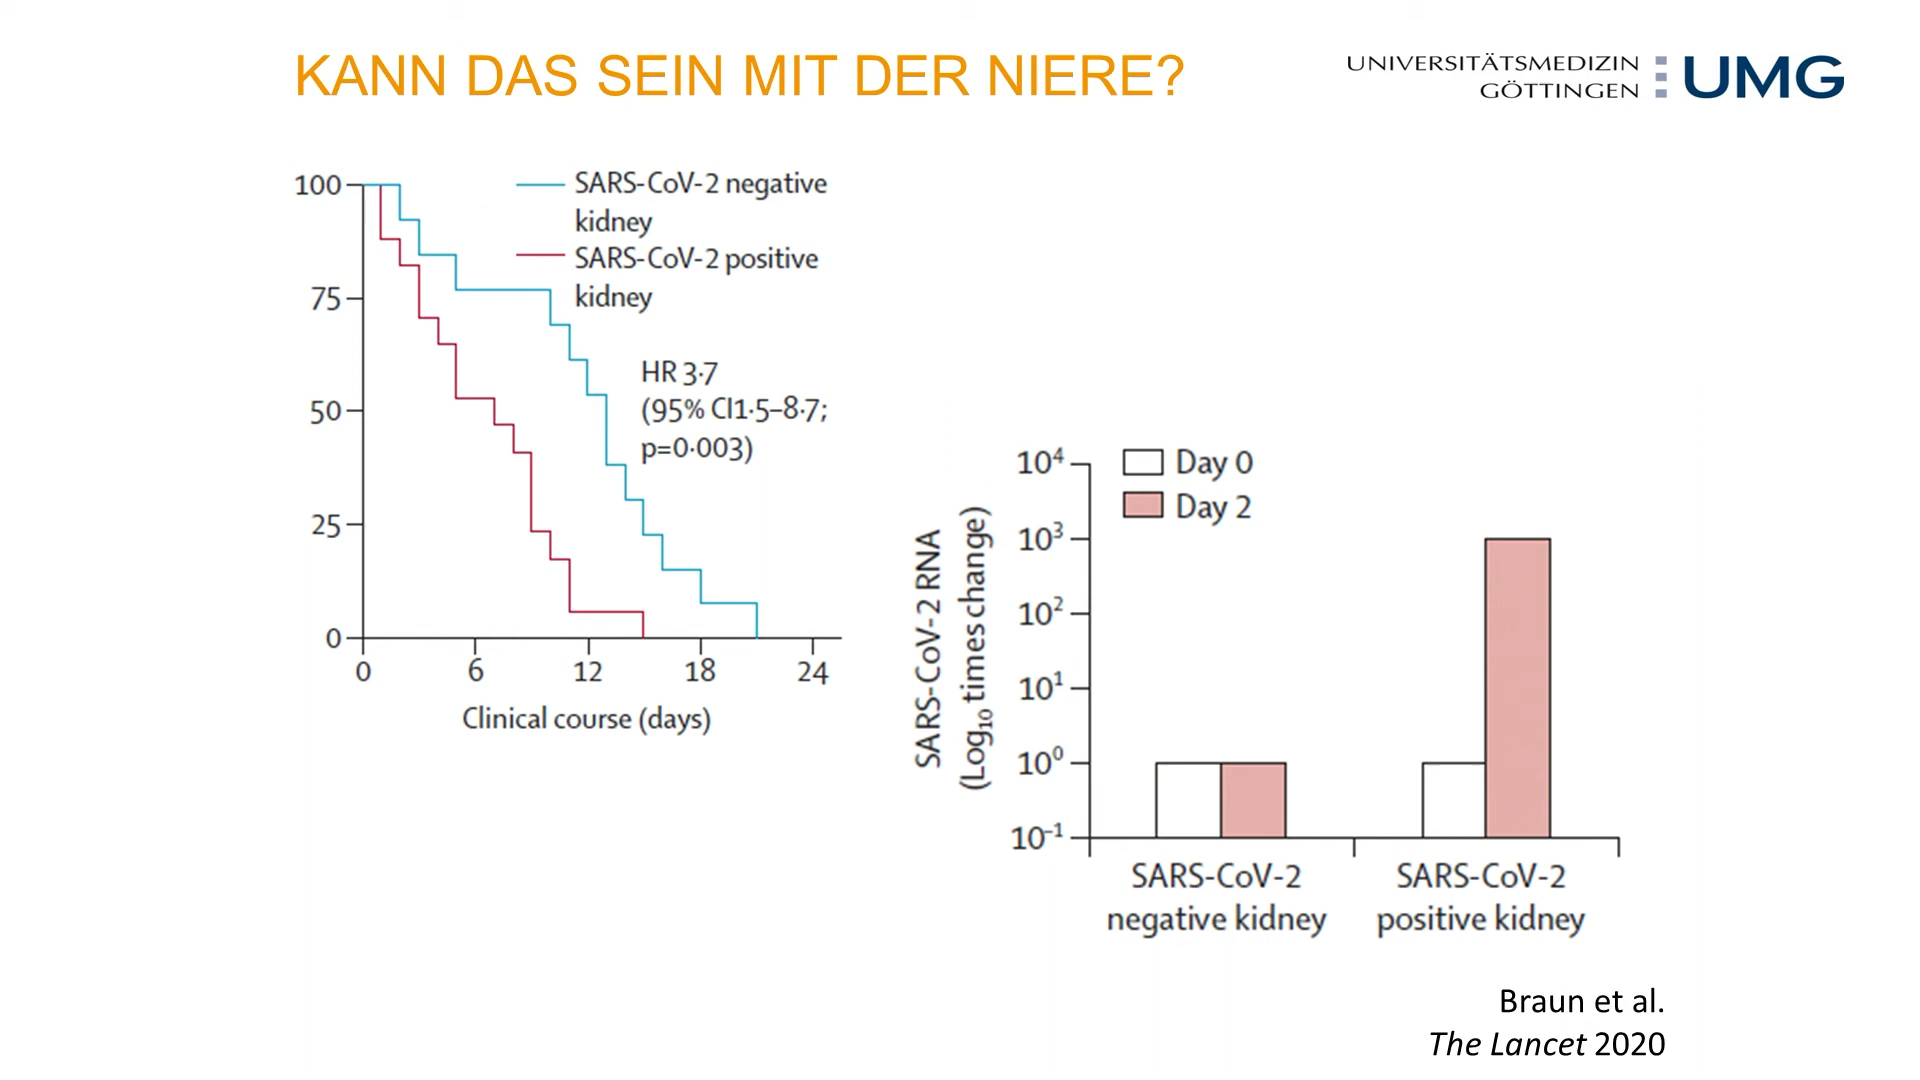 KANN DAS SEIN MIT DER NIERE?
UNIVERSITÄTSMEDIZIN
GÖTTINGEN
UMG
100
75
50
25
0
SARS-CoV-2 negative
kidney
SARS-CoV-2 positive
kidney
HR 3·7
(95% CI1·5–8·7;
p=0·003)
0 6 12 18 24
Clinical course (days)
SARS-CoV-2 RNA
(Log₁₀ times change)
10⁴
10³
10²
10¹
10⁰
10⁻¹
Day 0
Day 2
SARS-CoV-2
negative kidney
SARS-CoV-2
positive kidney
Braun et al.
The Lancet 2020